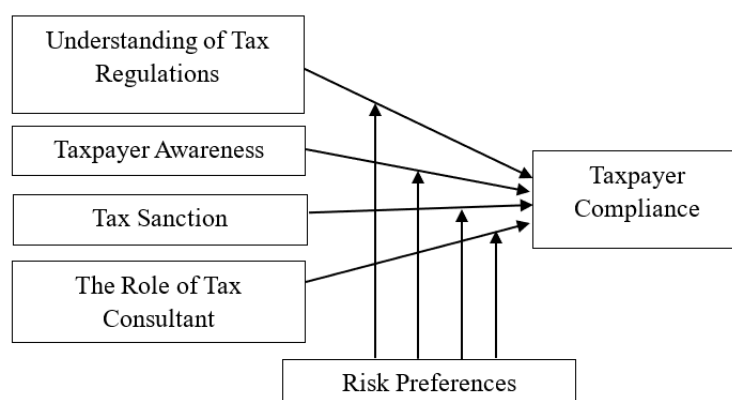 Understanding of Tax
Regulations
Taxpayer Awareness
Tax Sanction
The Role of Tax
Consultant
Taxpayer
Compliance
Risk Preferences